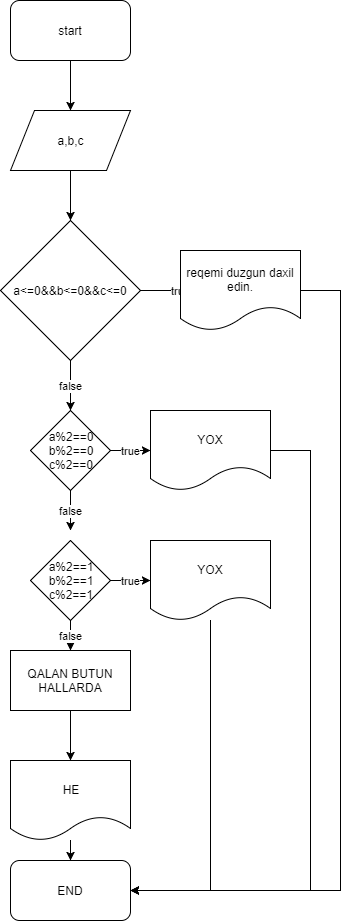 start
a,b,c
a<=0&&b<=0&&c<=0
reqemi duzgun daxil
edin.
false
a%2==0
b%2==0
c%2==0
true
YOX
false
a%2==1
b%2==1
c%2==1
true
YOX
false
QALAN BUTUN
HALLARDA
HE
END